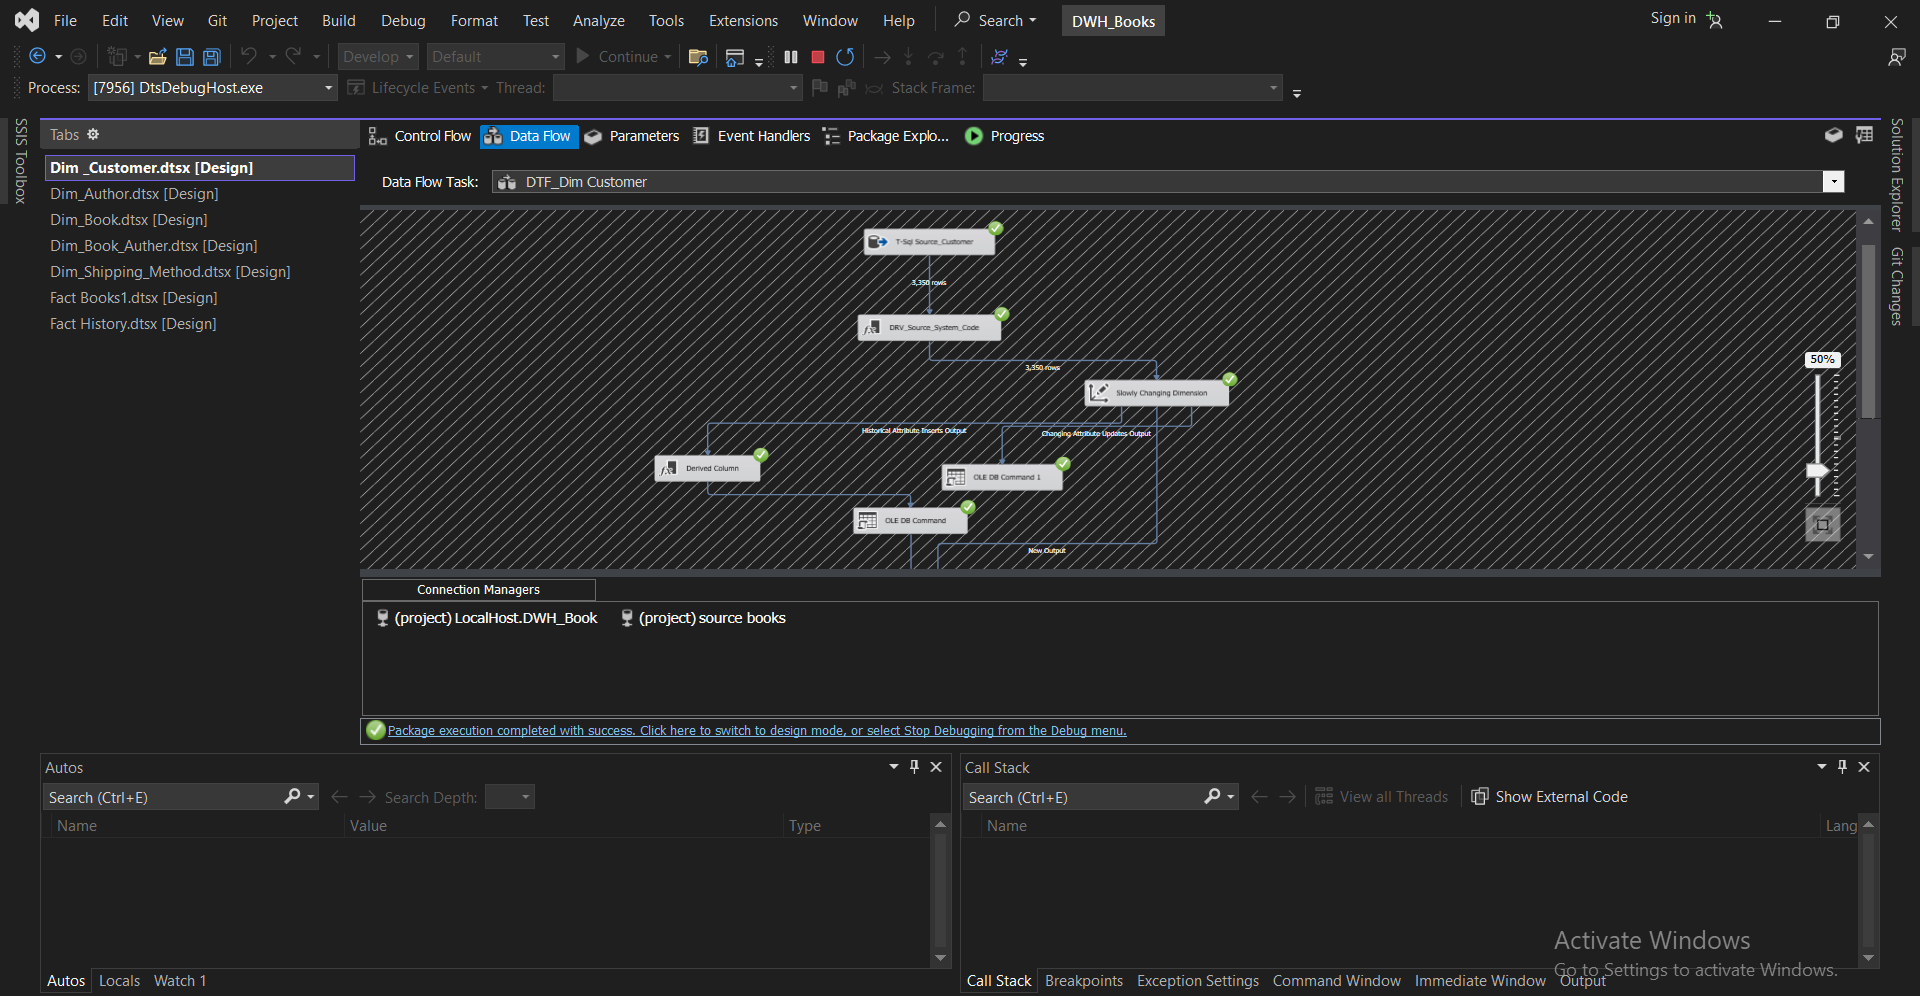 File Edit View Git Project Build Debug Format Test Analyze Tools Extensions Window Help Search DWH_Books Sign in
Develop Default Continue
Process: [7956] DtsDebugHost.exe Lifecycle Events Thread: Stack Frame:
SSIS Toolbox
Tabs
Dim _Customer.dtsx [Design]
Dim_Author.dtsx [Design]
Dim_Book.dtsx [Design]
Dim_Book_Auther.dtsx [Design]
Dim_Shipping_Method.dtsx [Design]
Fact Books1.dtsx [Design]
Fact History.dtsx [Design]
Control Flow Data Flow Parameters Event Handlers Package Explo... Progress
Data Flow Task: DTF_Dim Customer
T-Sql Source_Customer
3,350 rows
DRV_Source_System_Code
3,350 rows
Slowly Changing Dimension
Historical Attribute Inserts Output
Changing Attribute Updates Output
Derived Column
OLE DB Command 1
OLE DB Command
New Output
50%
Solution Explorer
Git Changes
Connection Managers
(project) LocalHost.DWH_Book (project) source books
Package execution completed with success. Click here to switch to design mode, or select Stop Debugging from the Debug menu.
Autos
Search (Ctrl+E) Search Depth:
Name Value Type
Autos Locals Watch 1
Call Stack
Search (Ctrl+E) View all Threads Show External Code
Name Lang
Activate Windows
Go to Settings to activate Windows.
Call Stack Breakpoints Exception Settings Command Window Immediate Window Output